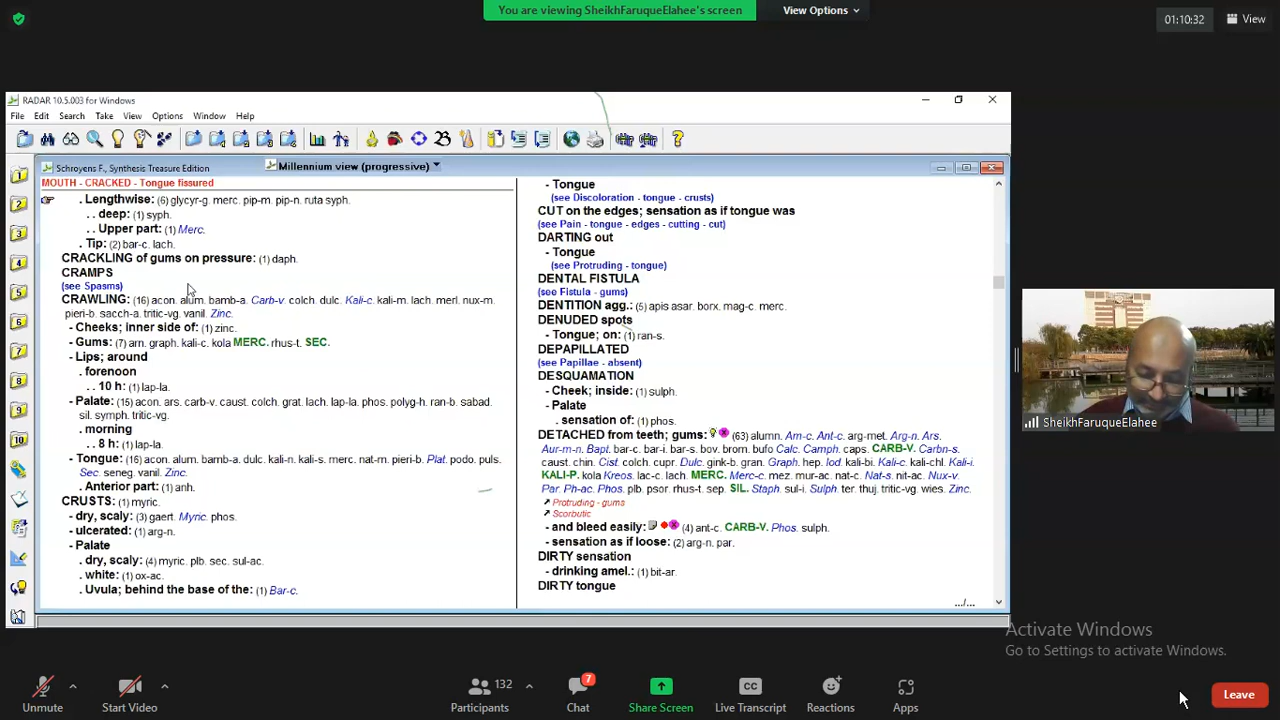 You are viewing SheikhFaruqueElahee's screen
View Options
01:10:32
View
RADAR 10.5.003 for Windows
File Edit Search Take View Options Window Help
Schroyens F., Synthesis Treasure Edition
Millennium view (progressive)
MOUTH - CRACKED - Tongue fissured
. Lengthwise: (6) glycyr-g. merc. pip-m. pip-n. ruta syph.
. . deep: (1) syph.
. . Upper part: (1) Merc.
. Tip: (2) bar-c. lach.
CRACKLING of gums on pressure: (1) daph.
CRAMPS
(see Spasms)
CRAWLING: (16) acon. alum. bamb-a. Carb-v. colch. dulc. Kali-c. kali-m. lach. merl. nux-m.
pieri-b. sacch-a. tritic-vg. vanil. Zinc.
- Cheeks; inner side of: (1) zinc.
- Gums: (7) arn. graph. kali-c. kola MERC. rhus-t. SEC.
- Lips; around
. forenoon
. . 10 h: (1) lap-la.
- Palate: (15) acon. ars. carb-v. caust. colch. grat. lach. lap-la. phos. polyg-h. ran-b. sabad.
sil. symph. tritic-vg.
. morning
. . 8 h: (1) lap-la.
- Tongue: (16) acon. alum. bamb-a. dulc. kali-n. kali-s. merc. nat-m. pieri-b. Plat. podo. puls.
Sec. seneg. vanil. Zinc.
. Anterior part: (1) anh.
CRUSTS: (1) myric.
- dry, scaly: (3) gaert. Myric. phos.
- ulcerated: (1) arg-n.
- Palate
. dry, scaly: (4) myric. plb. sec. sul-ac.
. white: (1) ox-ac.
. Uvula; behind the base of the: (1) Bar-c.
- Tongue
(see Discoloration - tongue - crusts)
CUT on the edges; sensation as if tongue was
(see Pain - tongue - edges - cutting - cut)
DARTING out
- Tongue
(see Protruding - tongue)
DENTAL FISTULA
(see Fistula - gums)
DENTITION agg.: (5) apis asar. borx. mag-c. merc.
DENUDED spots
- Tongue; on: (1) ran-s.
DEPAPILLATED
(see Papillae - absent)
DESQUAMATION
- Cheek; inside: (1) sulph.
- Palate
. sensation of: (1) phos.
DETACHED from teeth; gums: (63) alumn. Am-c. Ant-c. arg-met. Arg-n. Ars.
Aur-m-n. Bapt. bar-c. bar-i. bar-s. bov. brom. bufo Calc. Camph. caps. CARB-V. Carbn-s.
caust. chin. Cist. colch. cupr. Dulc. gink-b. gran. Graph. hep. Iod. kali-bi. Kali-c. kali-chl. Kali-i.
KALI-P. kola Kreos. lac-c. lach. MERC. Merc-c. mez. mur-ac. nat-c. Nat-s. nit-ac. Nux-v.
Par. Ph-ac. Phos. plb. psor. rhus-t. sep. SIL. Staph. sul-i. Sulph. ter. thuj. tritic-vg. wies. Zinc.
Protruding - gums
Scorbutic
- and bleed easily: (4) ant-c. CARB-V. Phos. sulph.
- sensation as if loose: (2) arg-n. par.
DIRTY sensation
- drinking amel.: (1) bit-ar.
DIRTY tongue
.../...
1
2
3
4
5
6
7
8
9
10
SheikhFaruqueElahee
Activate Windows
Go to Settings to activate Windows.
Unmute
Start Video
132
Participants
7
Chat
Share Screen
CC
Live Transcript
Reactions
Apps
Leave